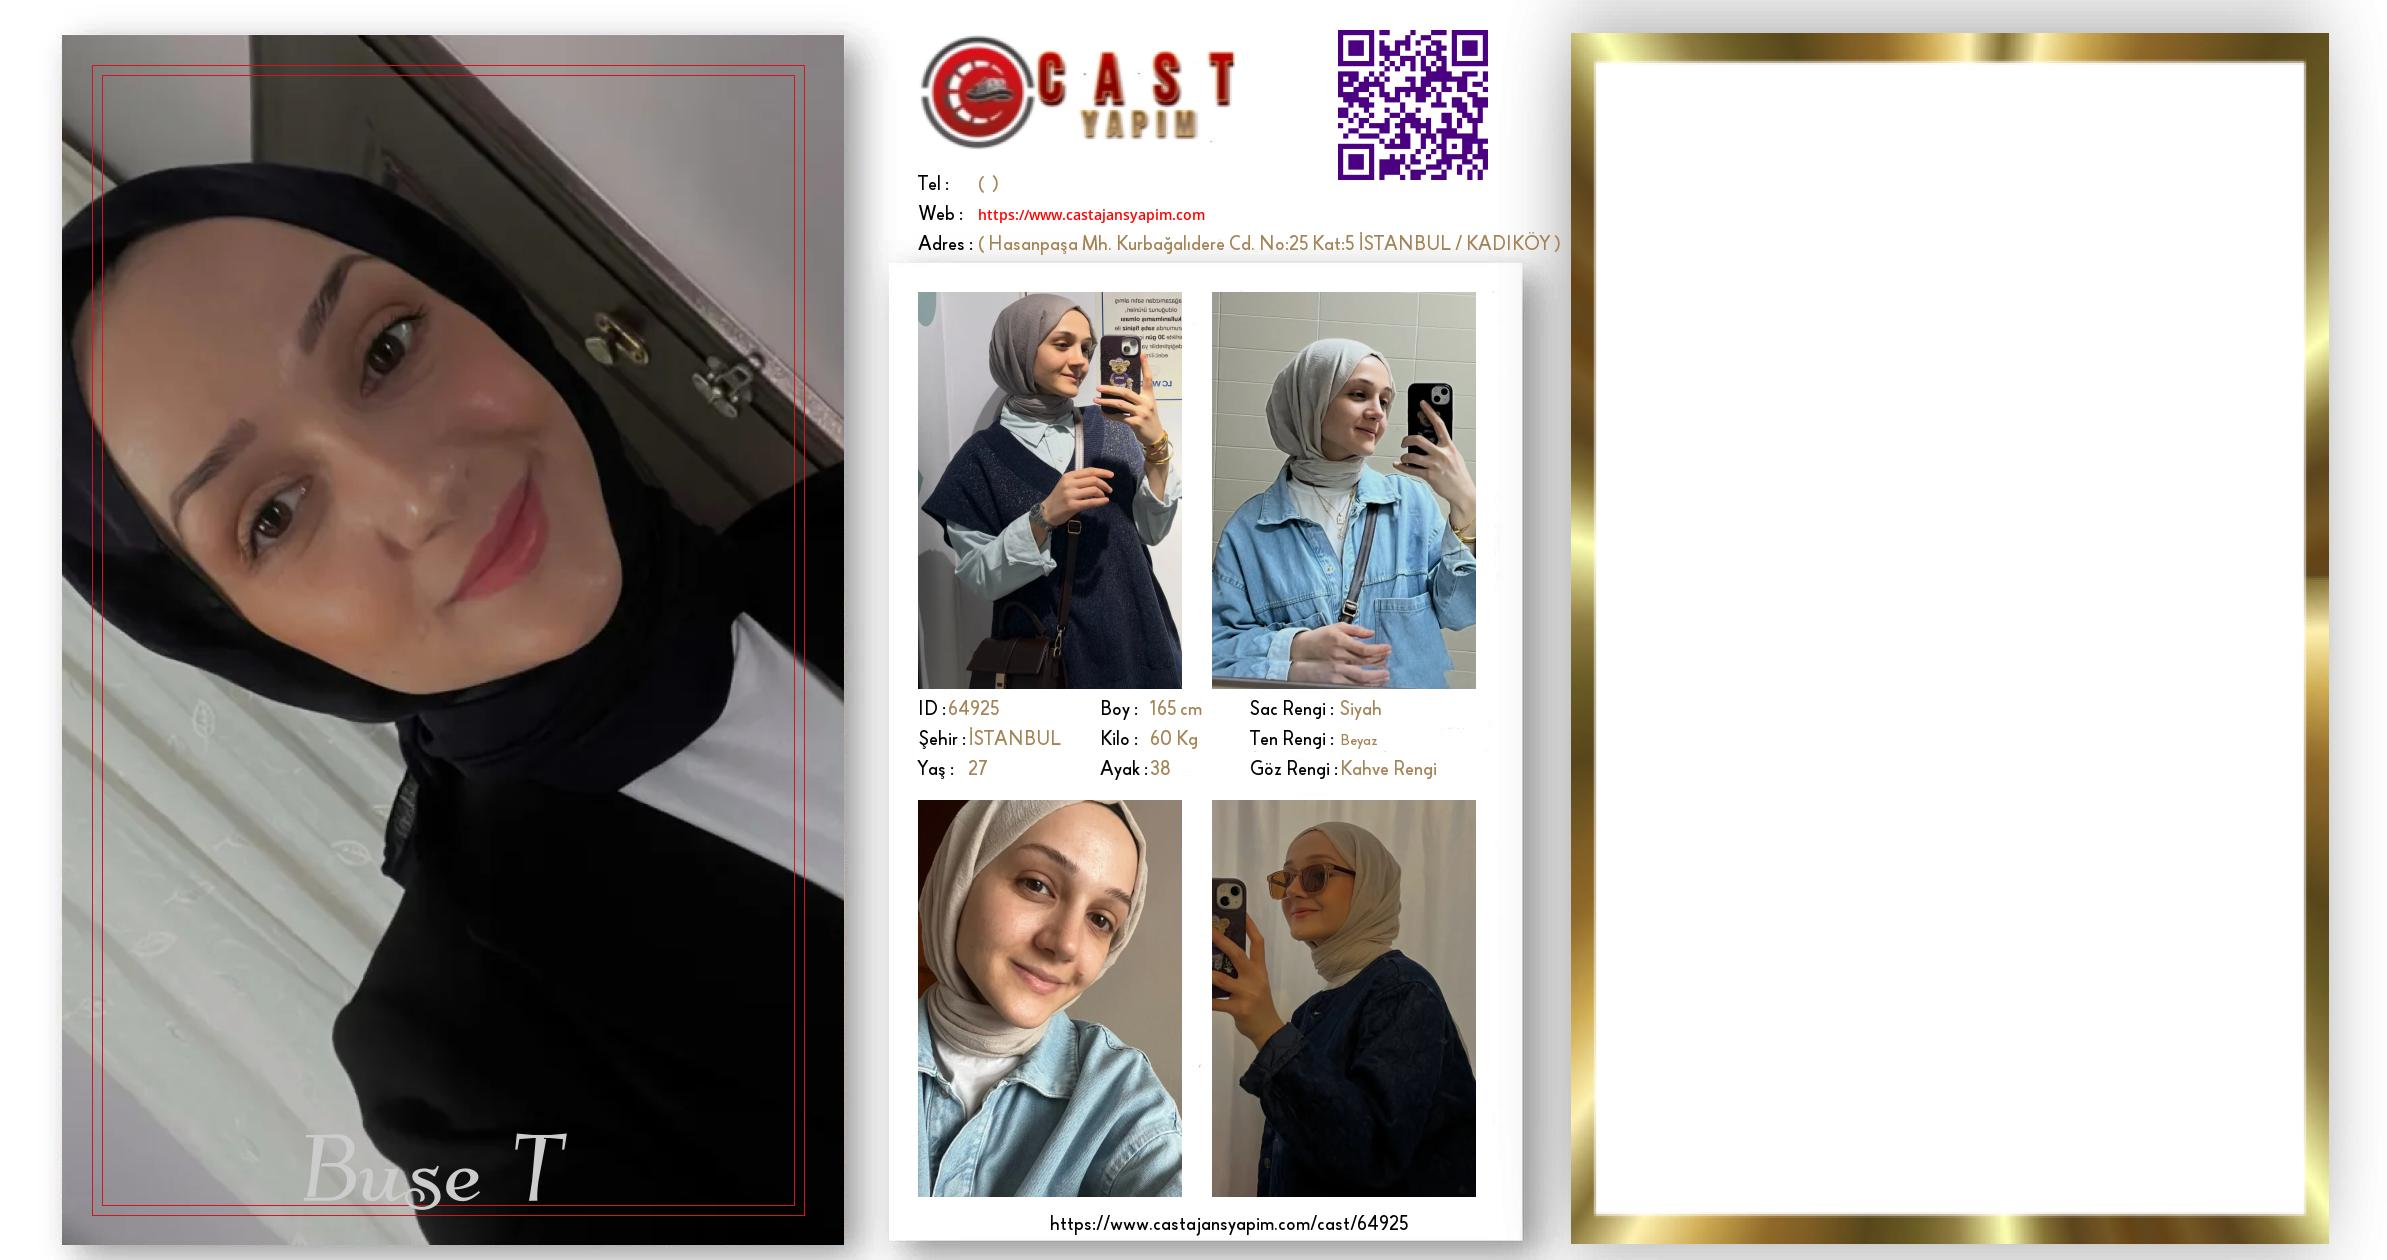 Buse T
CAST
YAPIM
Tel : ( )
Web : https://www.castajansyapim.com
Adres : ( Hasanpaşa Mh. Kurbağalıdere Cd. No:25 Kat:5 İSTANBUL / KADIKÖY )
ID : 64925 Boy : 165 cm Sac Rengi : Siyah
Şehir : İSTANBUL Kilo : 60 Kg Ten Rengi : Beyaz
Yaş : 27 Ayak : 38 Göz Rengi : Kahve Rengi
https://www.castajansyapim.com/cast/64925